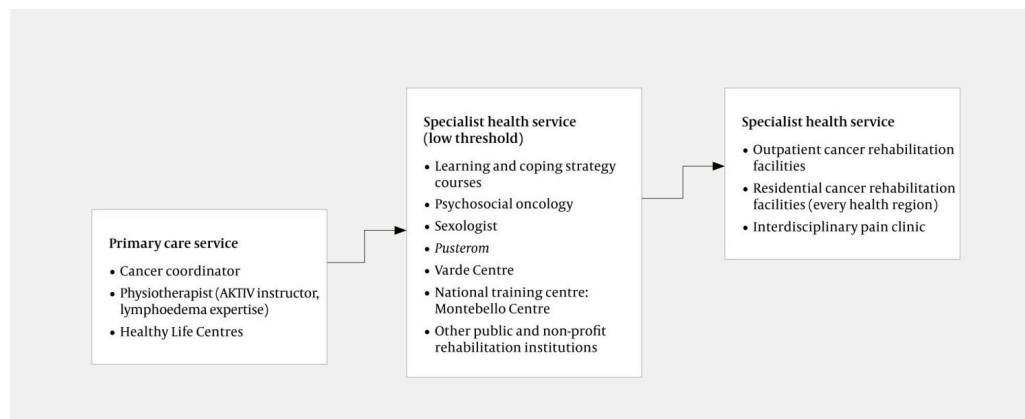 Primary care service
• Cancer coordinator
• Physiotherapist (AKTIV instructor,
lymphoedema expertise)
• Healthy Life Centres
Specialist health service
(low threshold)
• Learning and coping strategy
courses
• Psychosocial oncology
• Sexologist
• Pusterom
• Varde Centre
• National training centre:
Montebello Centre
• Other public and non-profit
rehabilitation institutions
Specialist health service
• Outpatient cancer rehabilitation
facilities
• Residential cancer rehabilitation
facilities (every health region)
• Interdisciplinary pain clinic